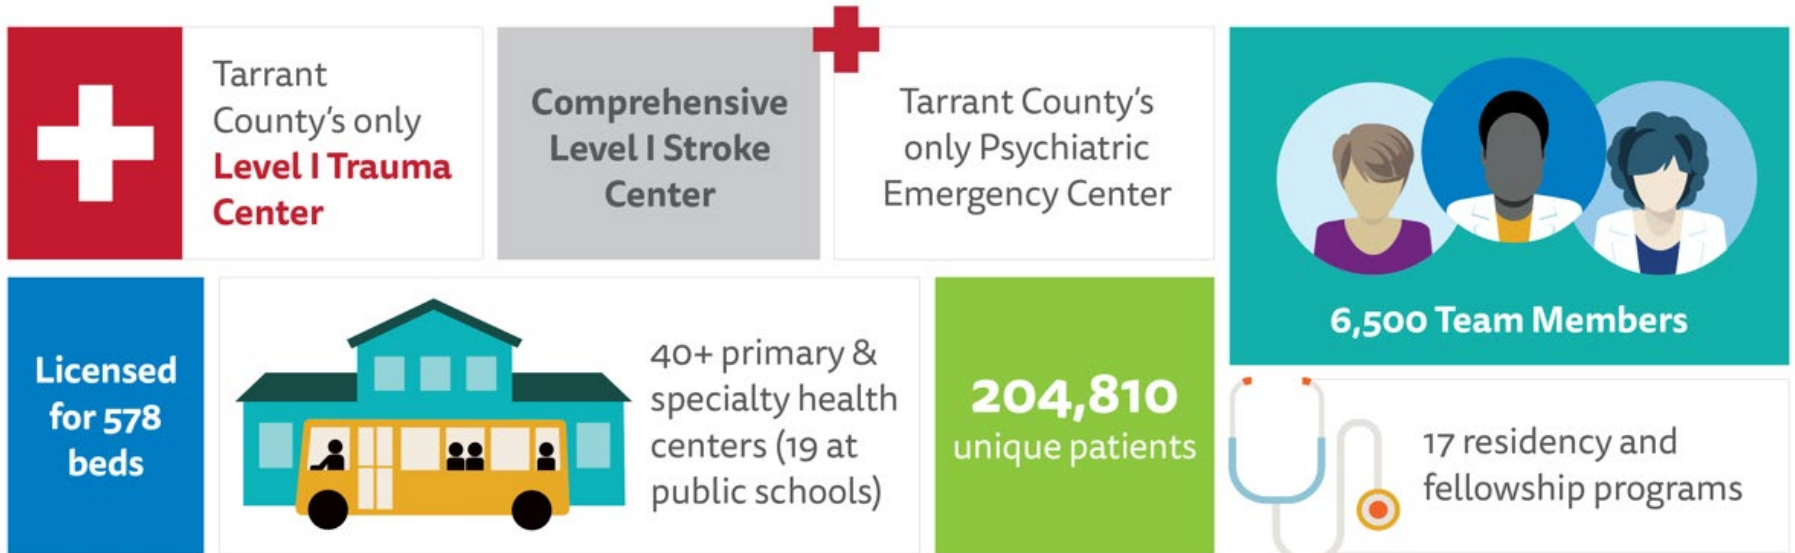 Tarrant
County’s only
Level I Trauma
Center
Comprehensive
Level I Stroke
Center
Tarrant County’s
only Psychiatric
Emergency Center
6,500 Team Members
Licensed
for 578
beds
40+ primary &
specialty health
centers (19 at
public schools)
204,810
unique patients
17 residency and
fellowship programs